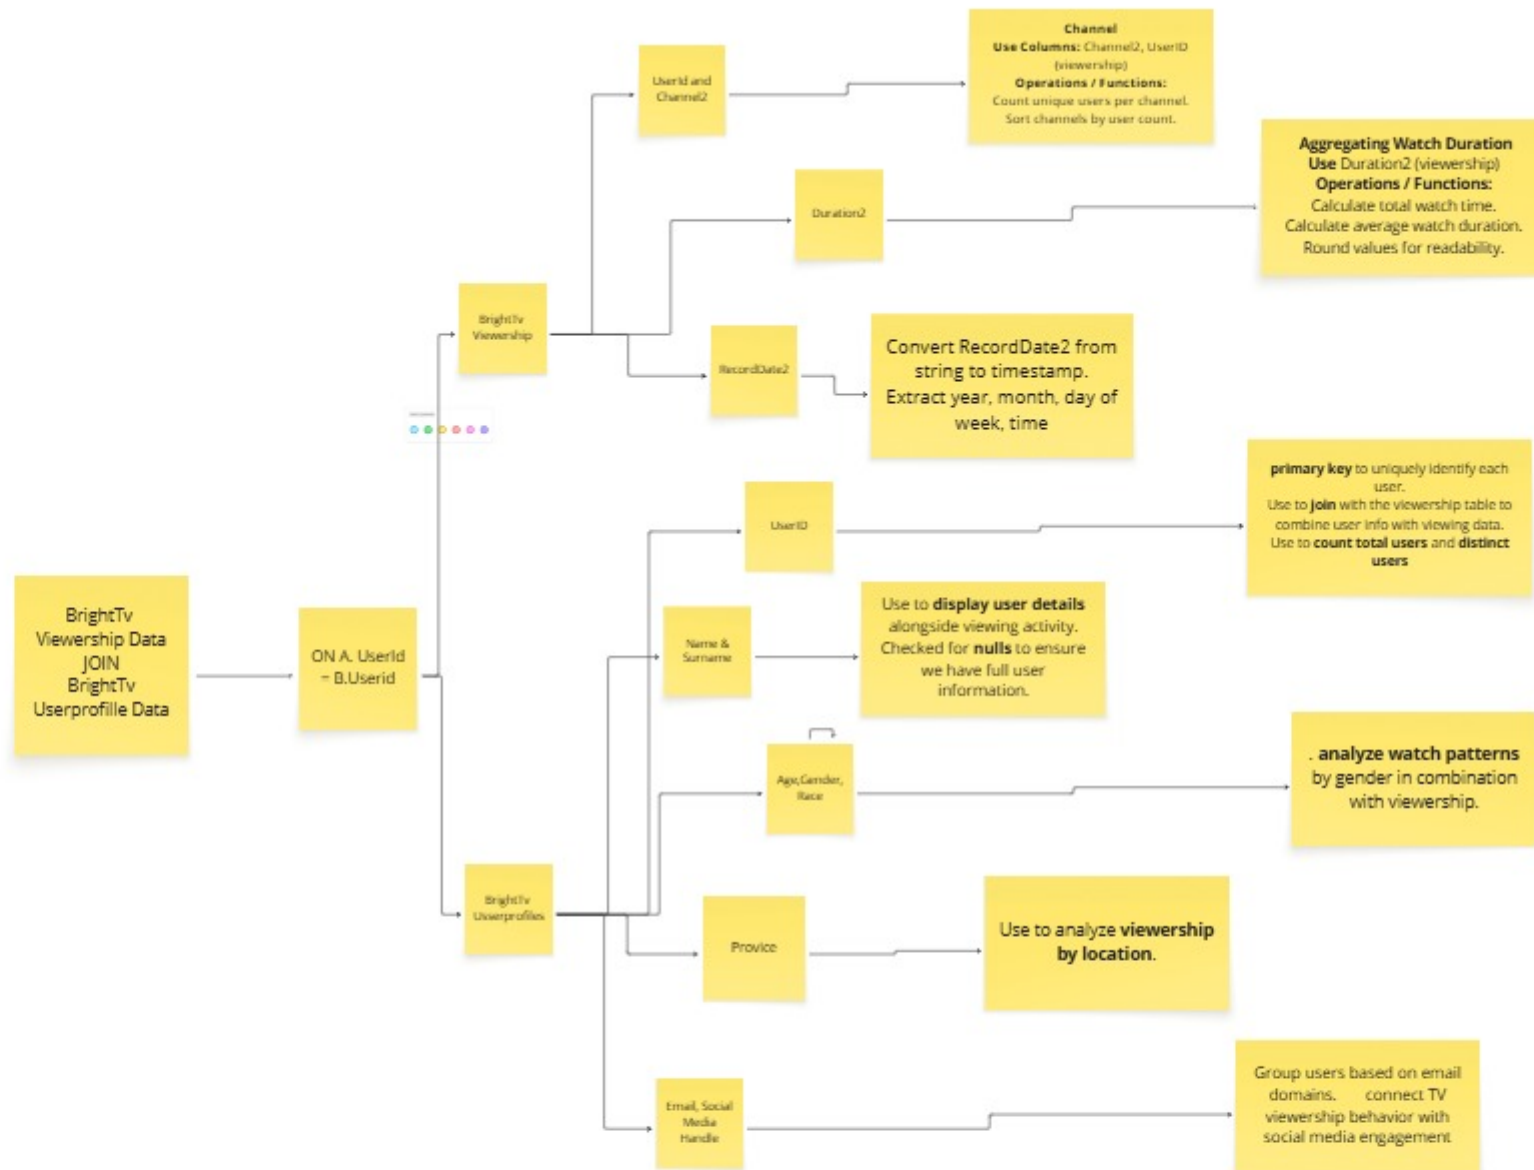 BrightTv
Viewership Data
JOIN
BrightTv
Userprofille Data
ON A. UserId
= B.Userid
BrightTv
Viewership
UserId and
Channel2
Channel
Use Columns: Channel2, UserID
(viewership)
Operations / Functions:
Count unique users per channel.
Sort channels by user count.
Duration2
Aggregating Watch Duration
Use Duration2 (viewership)
Operations / Functions:
Calculate total watch time.
Calculate average watch duration.
Round values for readability.
RecordDate2
Convert RecordDate2 from
string to timestamp.
Extract year, month, day of
week, time
BrightTv
Usserprofiles
UserID
primary key to uniquely identify each
user.
Use to join with the viewership table to
combine user info with viewing data.
Use to count total users and distinct
users
Name &
Surname
Use to display user details
alongside viewing activity.
Checked for nulls to ensure
we have full user
information.
Age,Gender,
Race
. analyze watch patterns
by gender in combination
with viewership.
Provice
Use to analyze viewership
by location.
Email, Social
Media
Handle
Group users based on email
domains. connect TV
viewership behavior with
social media engagement